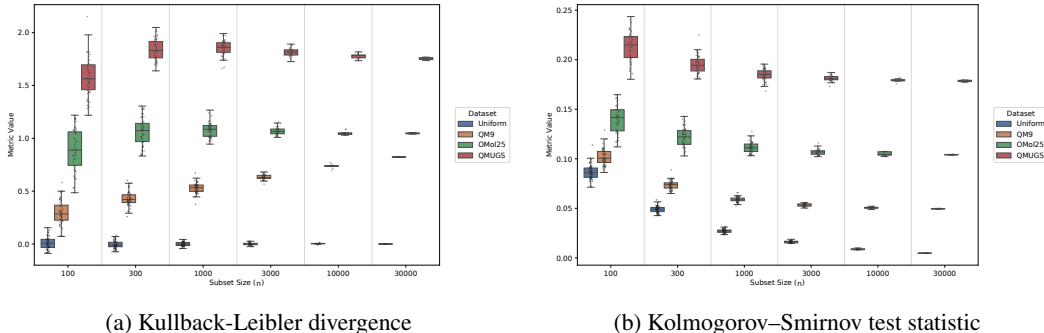 2.0
1.5
1.0
0.5
0.0
Metric Value
100
300
1000
3000
10000
30000
Subset Size (n)
Dataset
Uniform
QM9
OMol25
QMUGS
(a) Kullback-Leibler divergence
0.25
0.20
0.15
0.10
0.05
0.00
Metric Value
100
300
1000
3000
10000
30000
Subset Size (n)
Dataset
Uniform
QM9
OMol25
QMUGS
(b) Kolmogorov–Smirnov test statistic